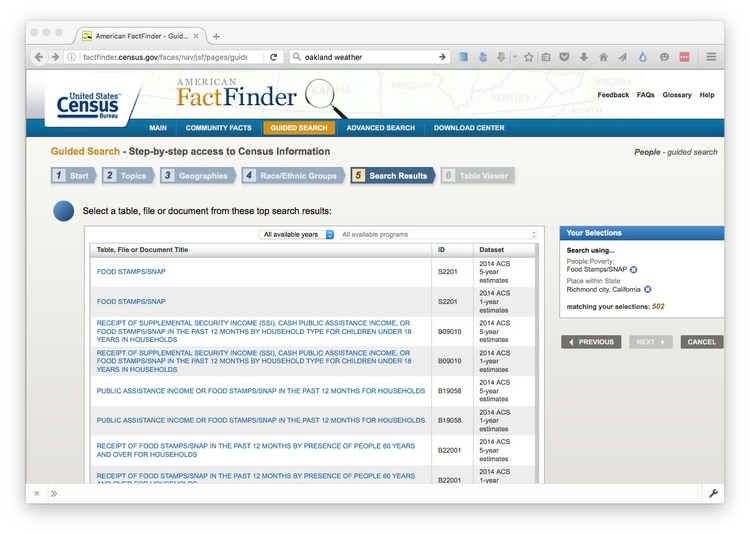 American FactFinder - Guid...
factfinder.census.gov/faces/nav/jsf/pages/guide
oakland weather
United States™
Census
Bureau
AMERICAN
FactFinder
KANSAS
MISSOURI
KENTUCKY
VIRGINIA
NORTH
Feedback FAQs Glossary Help
MAIN COMMUNITY FACTS GUIDED SEARCH ADVANCED SEARCH DOWNLOAD CENTER
Guided Search - Step-by-step access to Census Information
People - guided search
1 Start 2 Topics 3 Geographies 4 Race/Ethnic Groups 5 Search Results 6 Table Viewer
Select a table, file or document from these top search results:
All available years All available programs
Table, File or Document Title ID Dataset
FOOD STAMPS/SNAP S2201 2014 ACS
5-year
estimates
FOOD STAMPS/SNAP S2201 2014 ACS
1-year
estimates
RECEIPT OF SUPPLEMENTAL SECURITY INCOME (SSI), CASH PUBLIC ASSISTANCE INCOME, OR
FOOD STAMPS/SNAP IN THE PAST 12 MONTHS BY HOUSEHOLD TYPE FOR CHILDREN UNDER 18
YEARS IN HOUSEHOLDS
B09010
2014 ACS
5-year
estimates
RECEIPT OF SUPPLEMENTAL SECURITY INCOME (SSI), CASH PUBLIC ASSISTANCE INCOME, OR
FOOD STAMPS/SNAP IN THE PAST 12 MONTHS BY HOUSEHOLD TYPE FOR CHILDREN UNDER 18
YEARS IN HOUSEHOLDS
B09010
2014 ACS
1-year
estimates
PUBLIC ASSISTANCE INCOME OR FOOD STAMPS/SNAP IN THE PAST 12 MONTHS FOR HOUSEHOLDS
B19058
2014 ACS
5-year
estimates
PUBLIC ASSISTANCE INCOME OR FOOD STAMPS/SNAP IN THE PAST 12 MONTHS FOR HOUSEHOLDS
B19058
2014 ACS
1-year
estimates
RECEIPT OF FOOD STAMPS/SNAP IN THE PAST 12 MONTHS BY PRESENCE OF PEOPLE 60 YEARS
AND OVER FOR HOUSEHOLDS
B22001
2014 ACS
5-year
estimates
RECEIPT OF FOOD STAMPS/SNAP IN THE PAST 12 MONTHS BY PRESENCE OF PEOPLE 60 YEARS
AND OVER FOR HOUSEHOLDS
B22001
2014 ACS
1-year
estimates
Your Selections
Search using...
People:Poverty:
Food Stamps/SNAP
Place within State
Richmond city, California
matching your selections: 502
PREVIOUS NEXT CANCEL